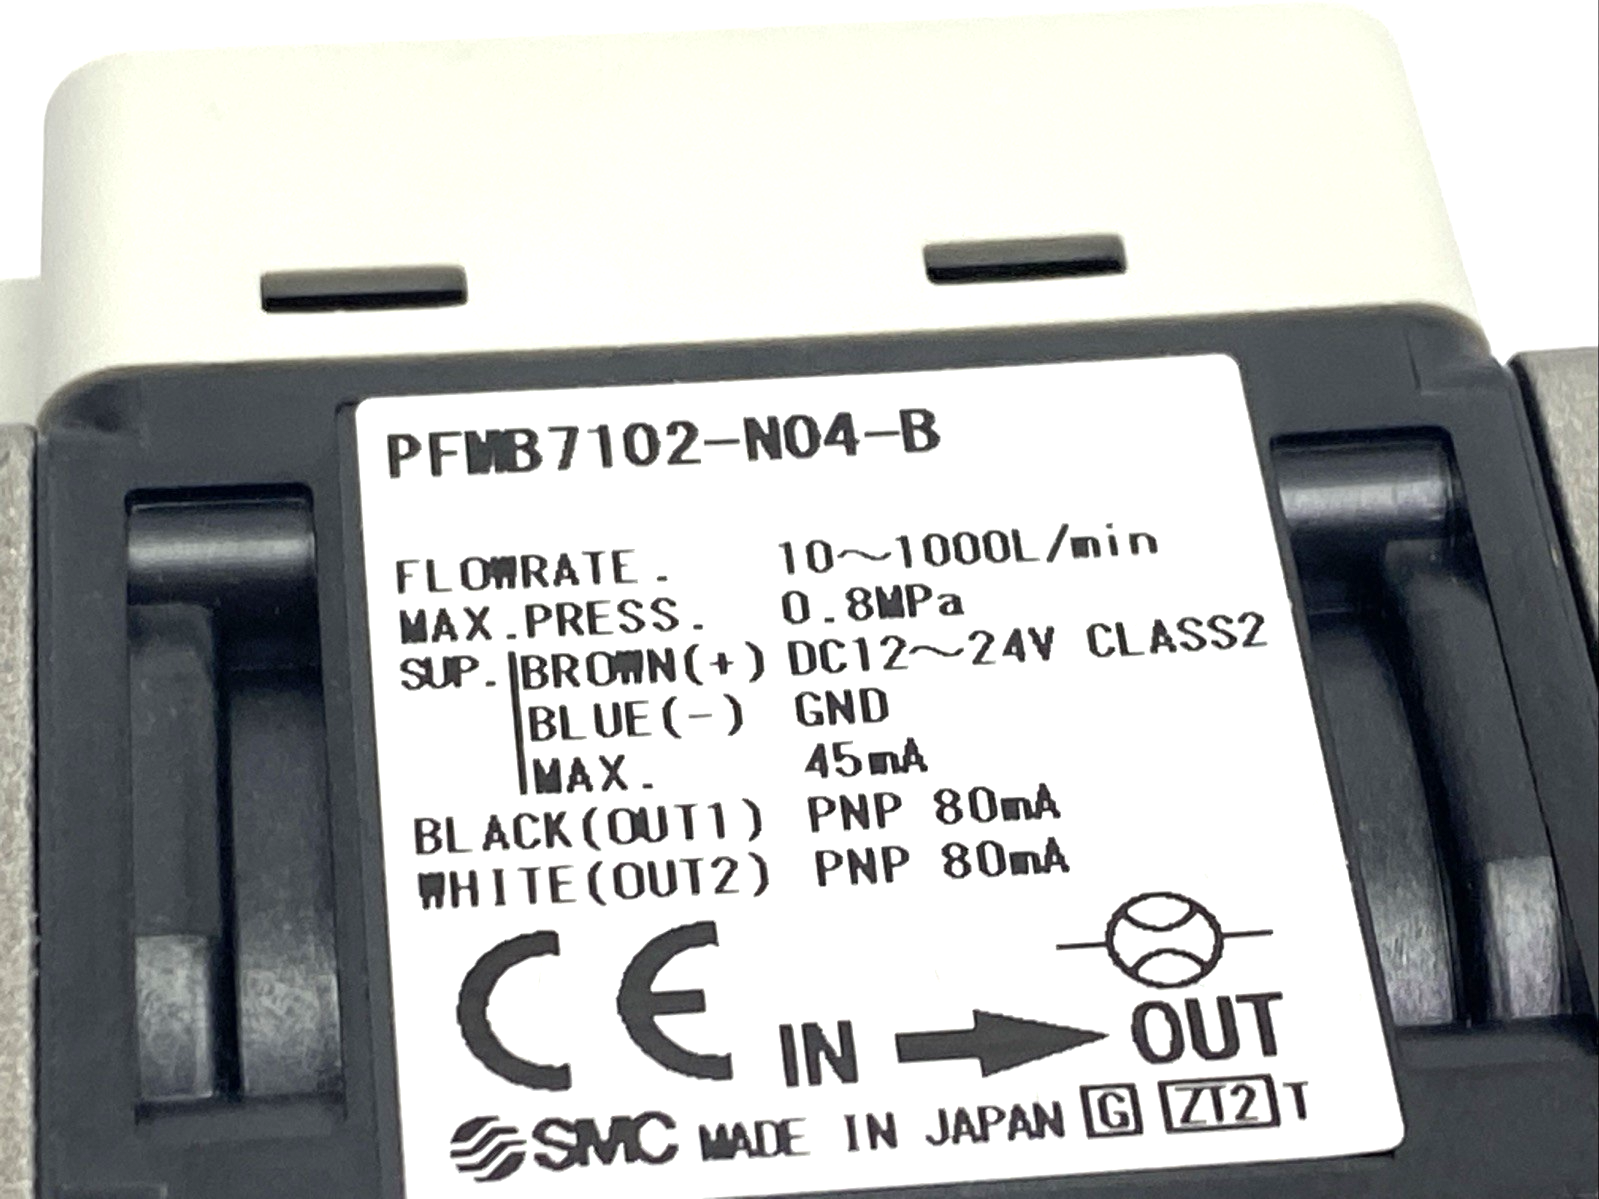 PFMB7102-N04-B
FLOWRATE. 10~1000L/min
MAX.PRESS. 0.8MPa
SUP. BROWN(+) DC12~24V CLASS2
BLUE(-) GND
MAX. 45mA
BLACK(OUT1) PNP 80mA
WHITE(OUT2) PNP 80mA
CE IN OUT
SMC MADE IN JAPAN G ZT2 T